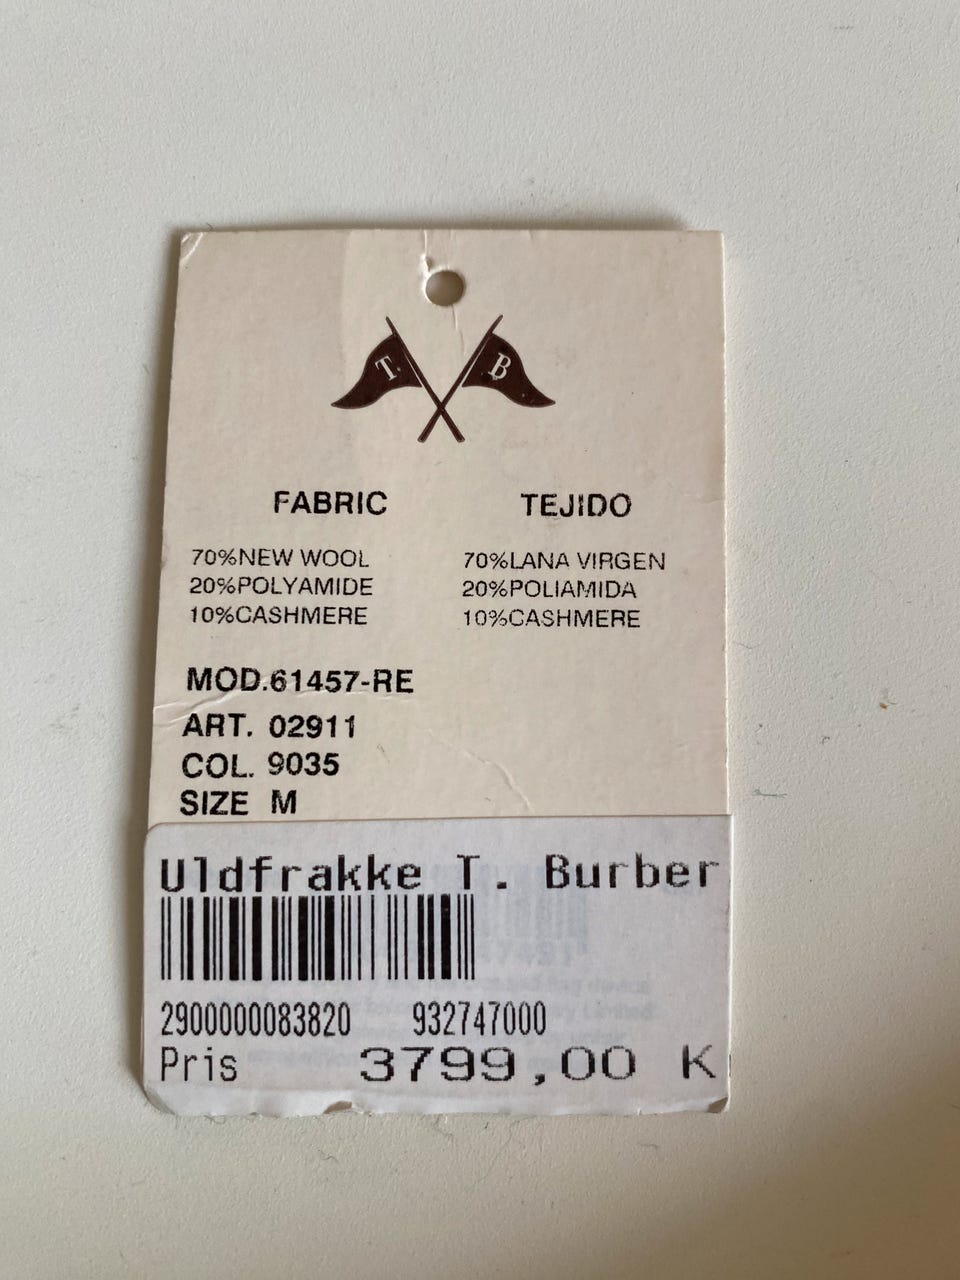 T. B
FABRIC
70%NEW WOOL
20%POLYAMIDE
10%CASHMERE
TEJIDO
70%LANA VIRGEN
20%POLIAMIDA
10%CASHMERE
MOD.61457-RE
ART. 02911
COL. 9035
SIZE M
Uldfrakke T. Burber
2900000083820 932747000
Pris 3799,00 K